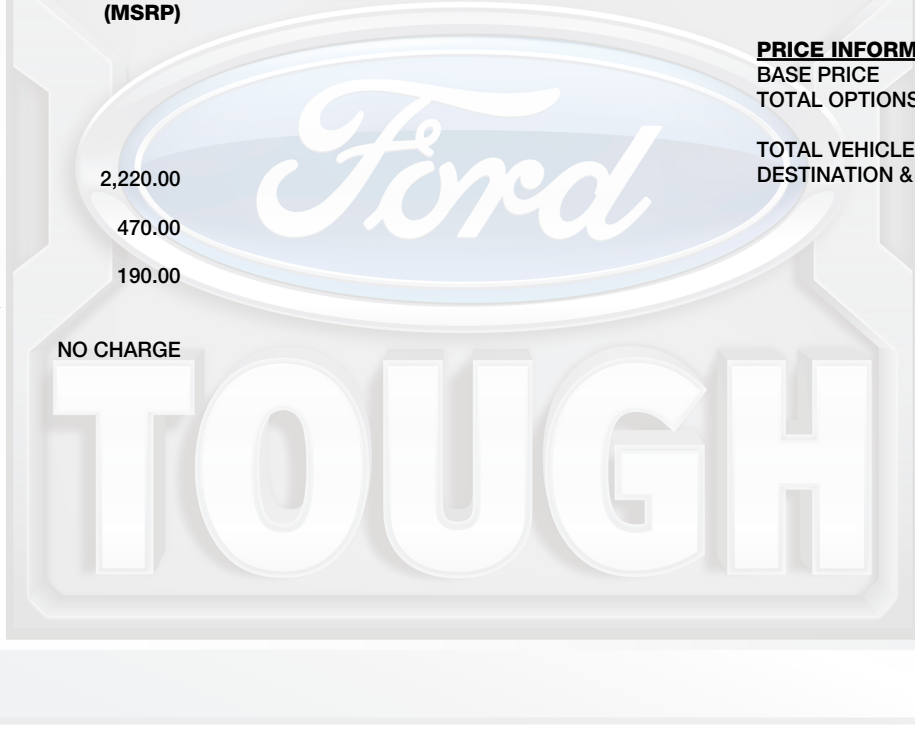 (MSRP)
2,220.00
470.00
190.00
NO CHARGE
PRICE INFORM
BASE PRICE
TOTAL OPTIONS
TOTAL VEHICLE
DESTINATION &
Ford
TOUGH